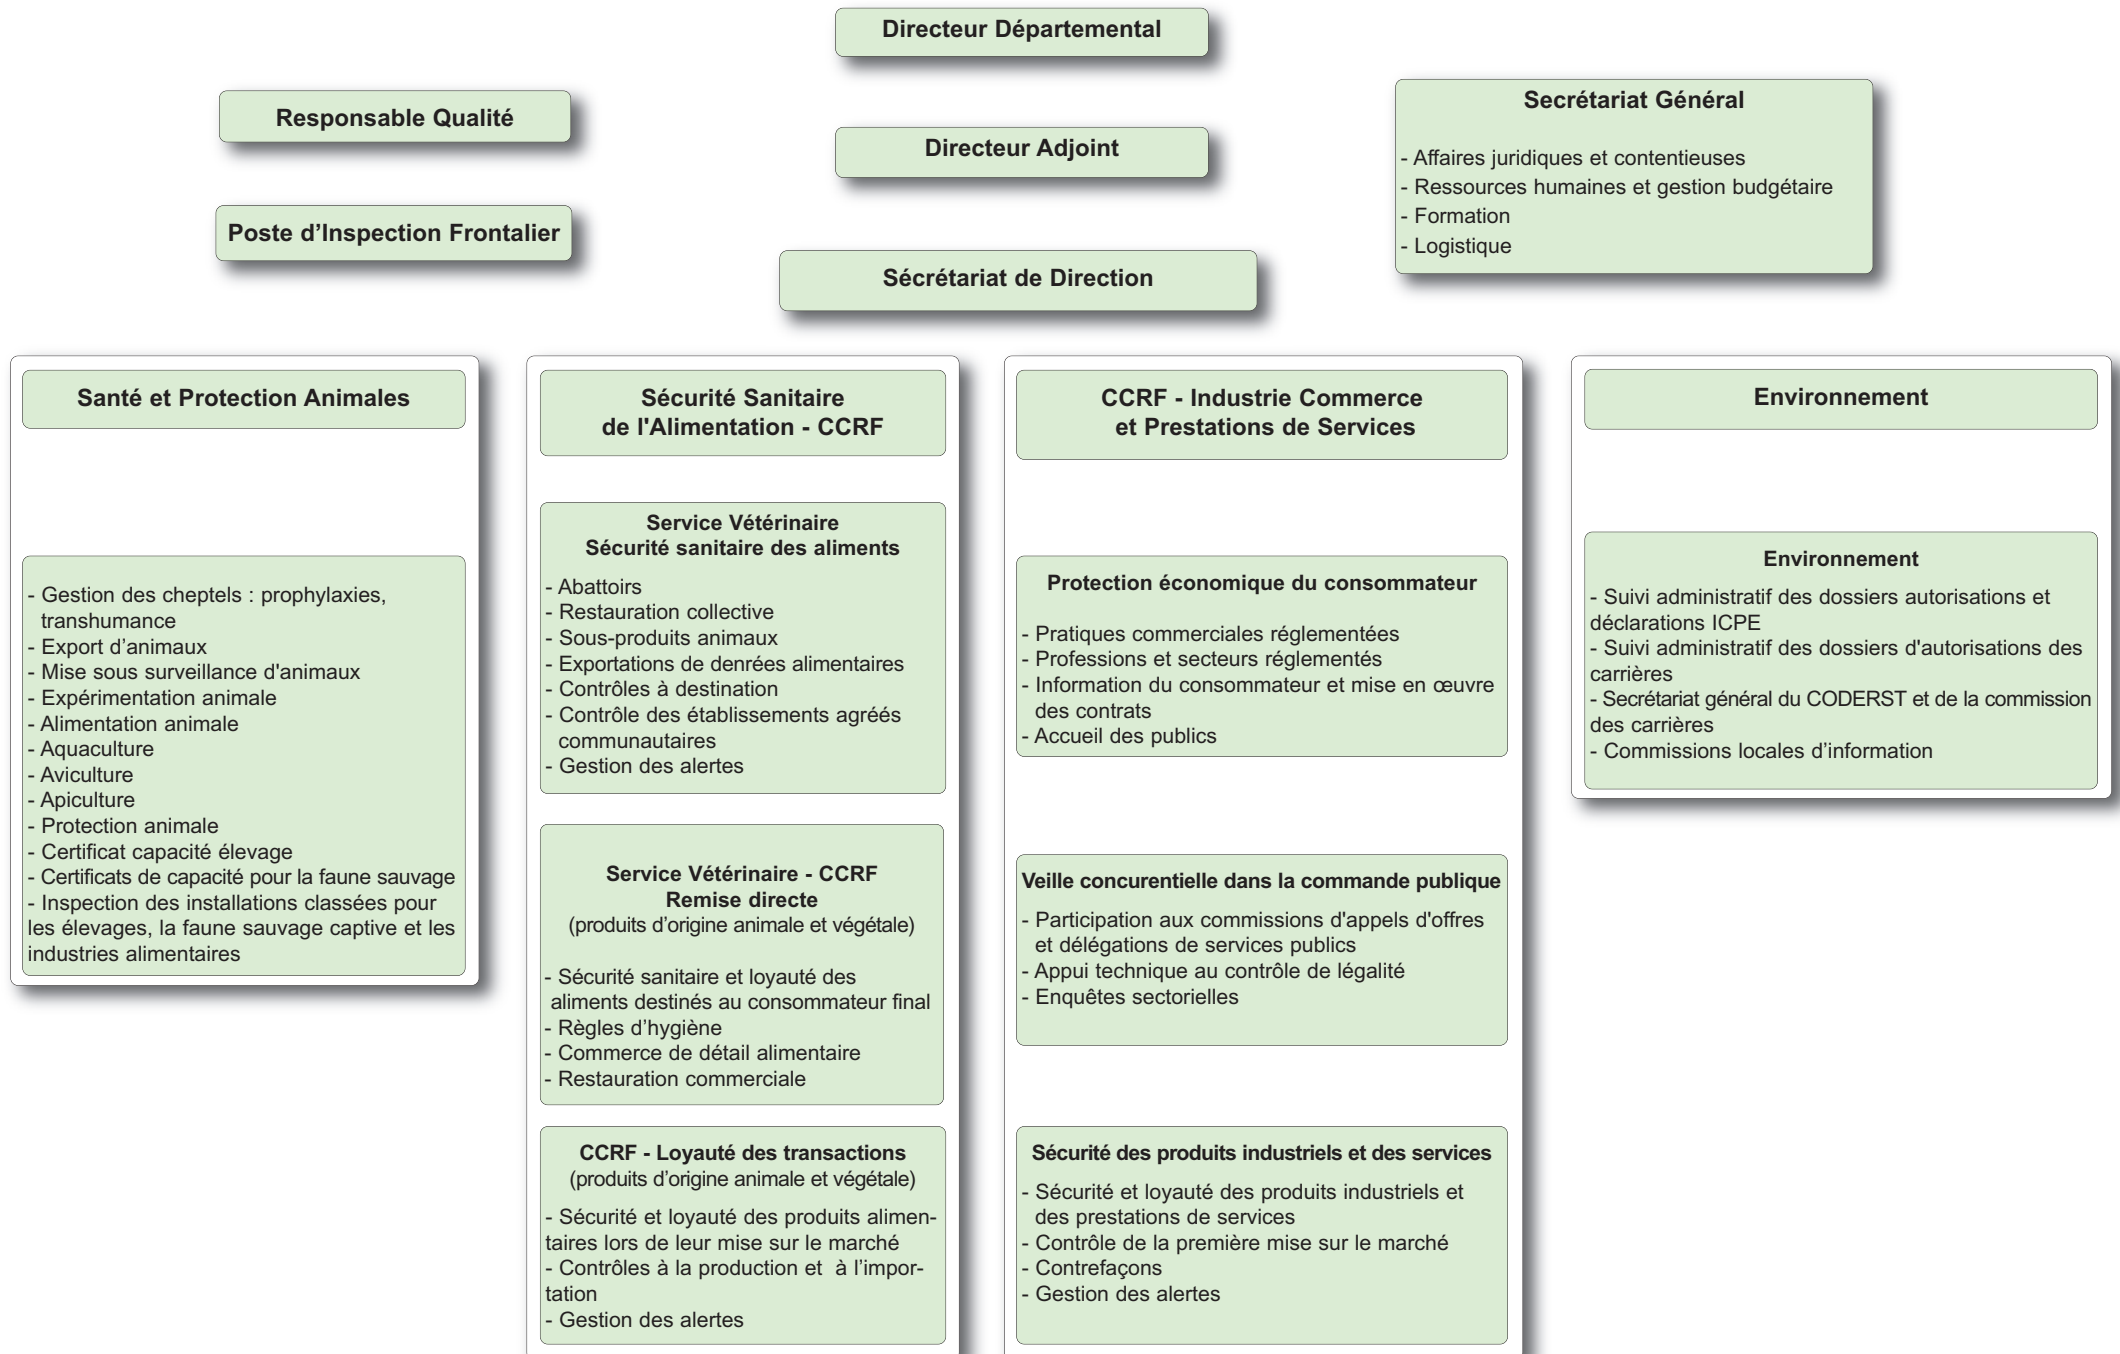 Directeur Départemental
Responsable Qualité
Directeur Adjoint
Poste d’Inspection Frontalier
Sécrétariat de Direction
Secrétariat Général
- Affaires juridiques et contentieuses
- Ressources humaines et gestion budgétaire
- Formation
- Logistique
Santé et Protection Animales
- Gestion des cheptels : prophylaxies,
transhumance
- Export d’animaux
- Mise sous surveillance d'animaux
- Expérimentation animale
- Alimentation animale
- Aquaculture
- Aviculture
- Apiculture
- Protection animale
- Certificat capacité élevage
- Certificats de capacité pour la faune sauvage
- Inspection des installations classées pour
les élevages, la faune sauvage captive et les
industries alimentaires
Sécurité Sanitaire
de l'Alimentation - CCRF
Service Vétérinaire
Sécurité sanitaire des aliments
- Abattoirs
- Restauration collective
- Sous-produits animaux
- Exportations de denrées alimentaires
- Contrôles à destination
- Contrôle des établissements agréés
communautaires
- Gestion des alertes
Service Vétérinaire - CCRF
Remise directe
(produits d’origine animale et végétale)
- Sécurité sanitaire et loyauté des
aliments destinés au consommateur final
- Règles d’hygiène
- Commerce de détail alimentaire
- Restauration commerciale
CCRF - Loyauté des transactions
(produits d’origine animale et végétale)
- Sécurité et loyauté des produits alimen-
taires lors de leur mise sur le marché
- Contrôles à la production et à l’impor-
tation
- Gestion des alertes
CCRF - Industrie Commerce
et Prestations de Services
Protection économique du consommateur
- Pratiques commerciales réglementées
- Professions et secteurs réglementés
- Information du consommateur et mise en œuvre
des contrats
- Accueil des publics
Veille concurentielle dans la commande publique
- Participation aux commissions d'appels d'offres
et délégations de services publics
- Appui technique au contrôle de légalité
- Enquêtes sectorielles
Sécurité des produits industriels et des services
- Sécurité et loyauté des produits industriels et
des prestations de services
- Contrôle de la première mise sur le marché
- Contrefaçons
- Gestion des alertes
Environnement
Environnement
- Suivi administratif des dossiers autorisations et
déclarations ICPE
- Suivi administratif des dossiers d'autorisations des
carrières
- Secrétariat général du CODERST et de la commission
des carrières
- Commissions locales d’information